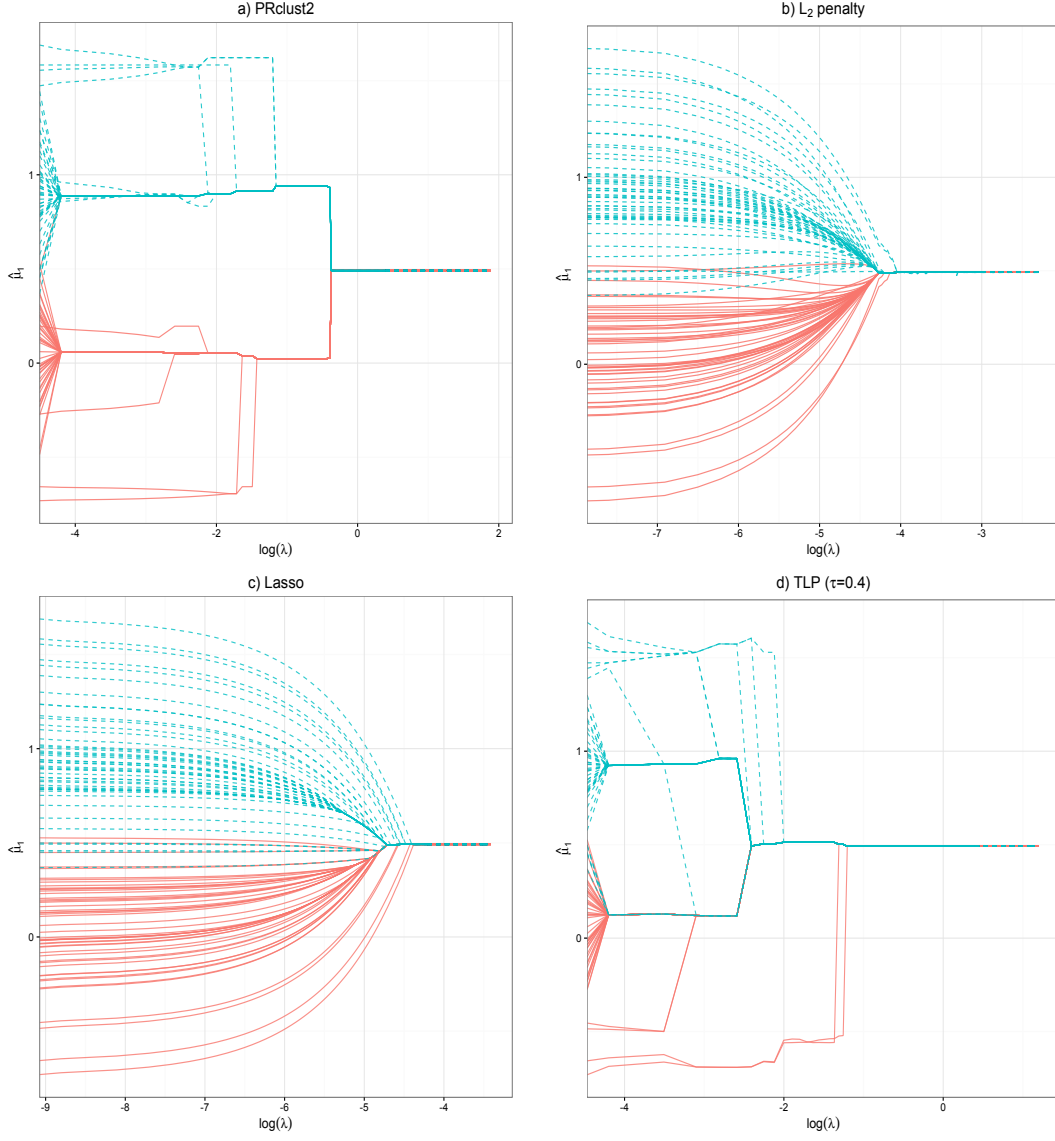 a) PRclust2
1
0
μ̂₁
-4
-2
0
2
log(λ)
b) L₂ penalty
1
0
μ̂₁
-7
-6
-5
-4
-3
log(λ)
c) Lasso
1
0
μ̂₁
-9
-8
-7
-6
-5
-4
log(λ)
d) TLP (τ=0.4)
1
0
μ̂₁
-4
-2
0
log(λ)